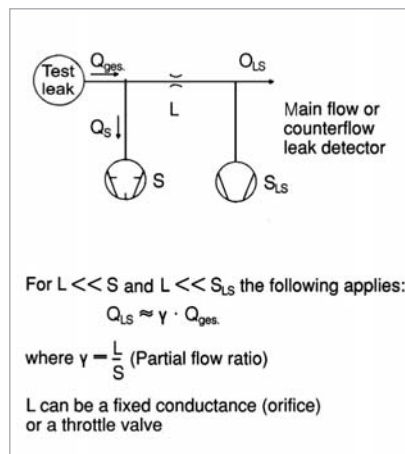 Test
leak
Qges.
OLS
L
QS
Main flow or
counterflow
leak detector
S
SLS
For L << S and L << SLS the following applies:
QLS ≈ γ · Qges.
where γ = L/S (Partial flow ratio)
L can be a fixed conductance (orifice)
or a throttle valve